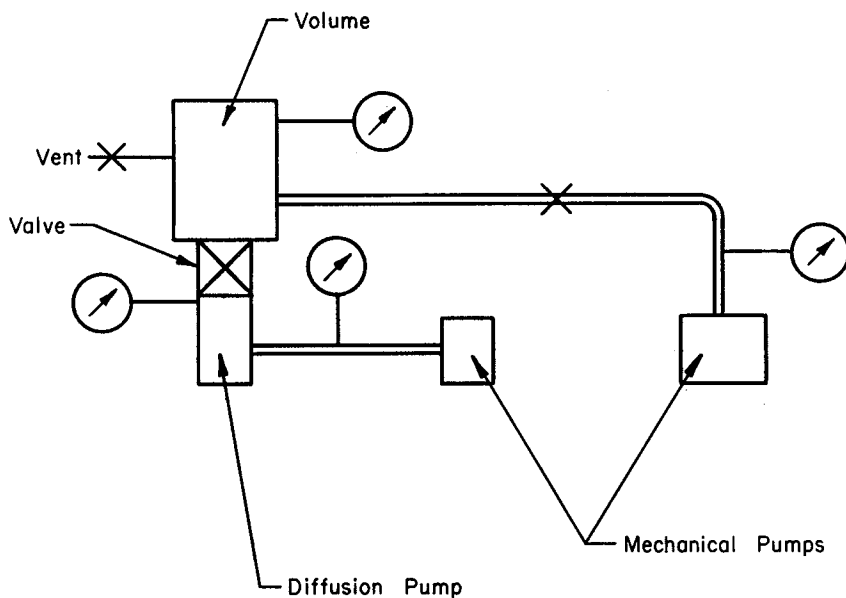 Volume
Vent
Valve
Mechanical Pumps
Diffusion Pump